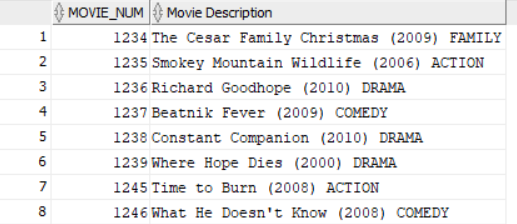 MOVIE_NUM Movie Description
1 1234 The Cesar Family Christmas (2009) FAMILY
2 1235 Smokey Mountain Wildlife (2006) ACTION
3 1236 Richard Goodhope (2010) DRAMA
4 1237 Beatnik Fever (2009) COMEDY
5 1238 Constant Companion (2010) DRAMA
6 1239 Where Hope Dies (2000) DRAMA
7 1245 Time to Burn (2008) ACTION
8 1246 What He Doesn't Know (2008) COMEDY